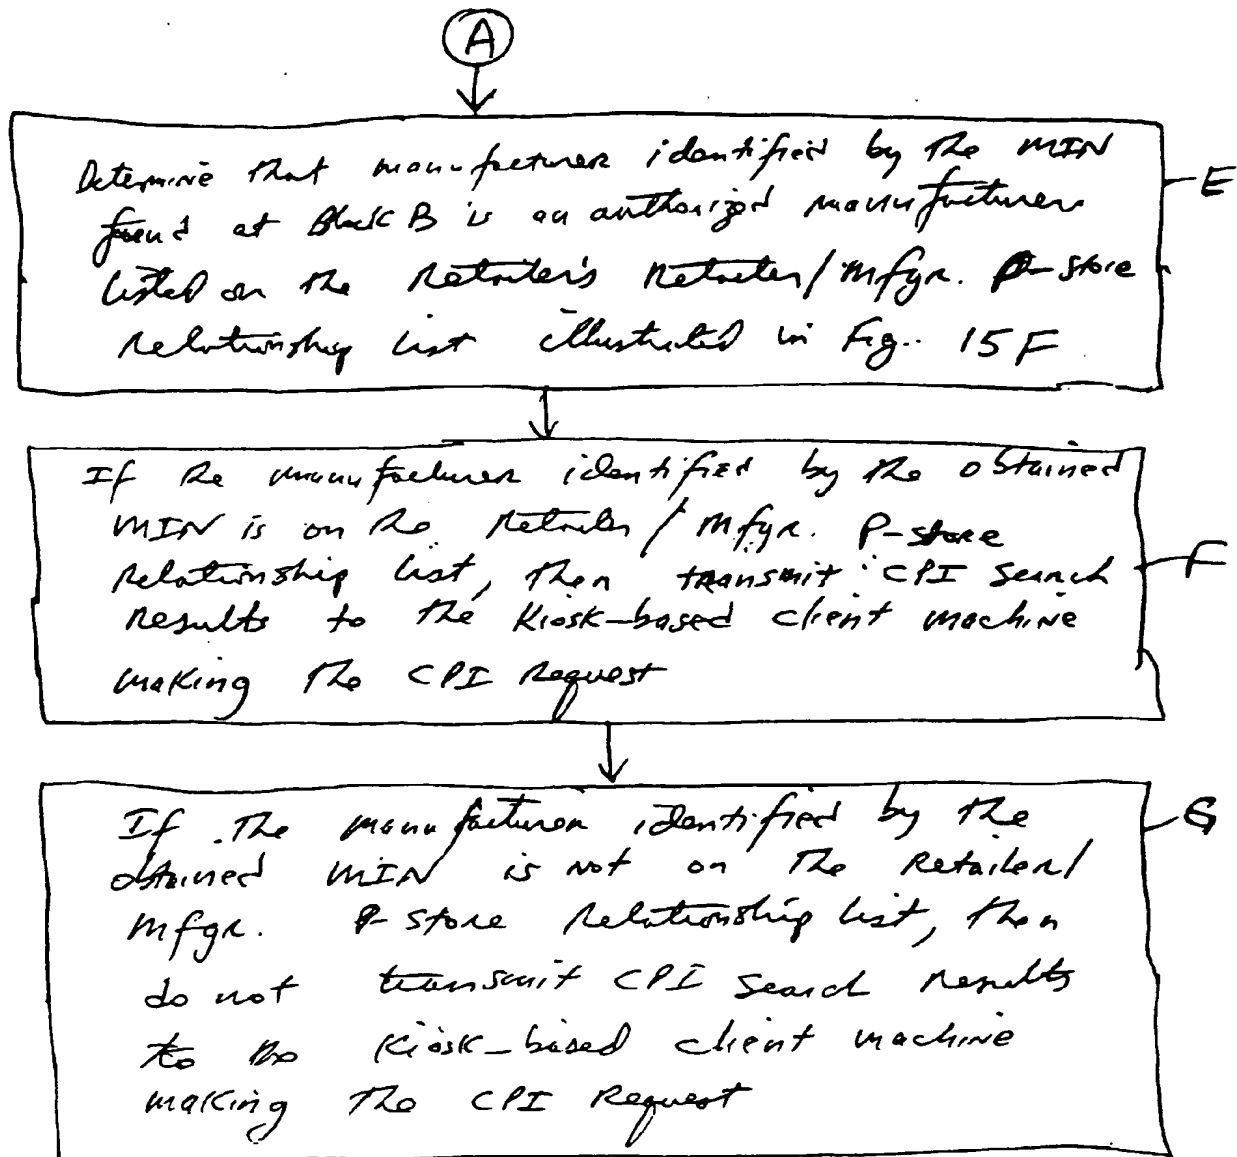 A
Determine that manufacturer identified by the MIN
found at Block B is an authorized manufacturer
listed on the Retailer's Retailer/Mfgr. P-store
Relationship list illustrated in Fig. 15F
E
If the manufacturer identified by the obtained
MIN is on the Retailer/Mfgr. P-store
Relationship list, then transmit CPI Search
Results to the Kiosk-based client machine
making the CPI Request
F
If the manufacturer identified by the
obtained MIN is not on the Retailer/
Mfgr. P-store Relationship list, then
do not transmit CPI Search Results
to the Kiosk-based client machine
making the CPI Request
G